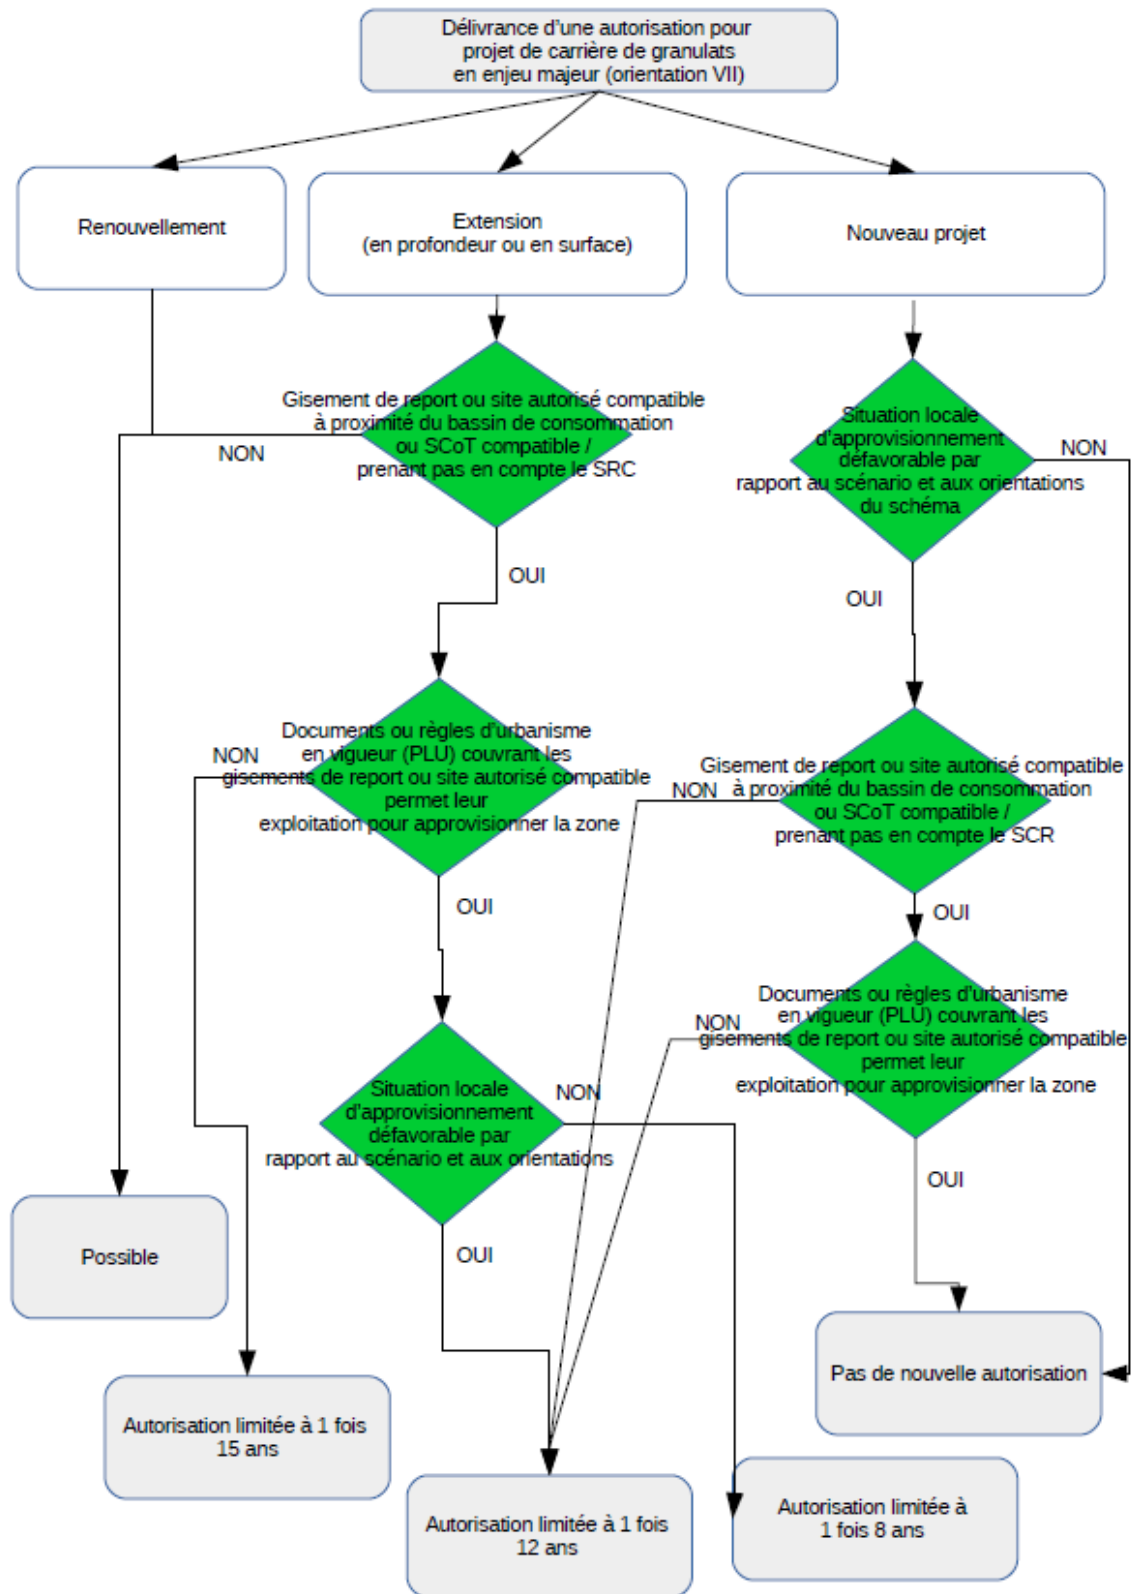 Délivrance d'une autorisation pour
projet de carrière de granulats
en enjeu majeur (orientation VII)
Renouvellement
Extension
(en profondeur ou en surface)
Nouveau projet
Gisement de report ou site autorisé compatible
à proximité du bassin de consommation
ou SCoT compatible /
prenant pas en compte le SRC
NON
OUI
Situation locale
d'approvisionnement
défavorable par
rapport au scénario et aux orientations
du schéma
NON
OUI
Documents ou règles d'urbanisme
en vigueur (PLU) couvrant les
gisements de report ou site autorisé compatible
permet leur
exploitation pour approvisionner la zone
NON
OUI
Gisement de report ou site autorisé compatible
à proximité du bassin de consommation
ou SCoT compatible /
prenant pas en compte le SCR
NON
OUI
Documents ou règles d'urbanisme
en vigueur (PLU) couvrant les
gisements de report ou site autorisé compatible
permet leur
exploitation pour approvisionner la zone
NON
OUI
Situation locale
d'approvisionnement
défavorable par
rapport au scénario et aux orientations
NON
OUI
Possible
Pas de nouvelle autorisation
Autorisation limitée à 1 fois
15 ans
Autorisation limitée à 1 fois
12 ans
Autorisation limitée à
1 fois 8 ans